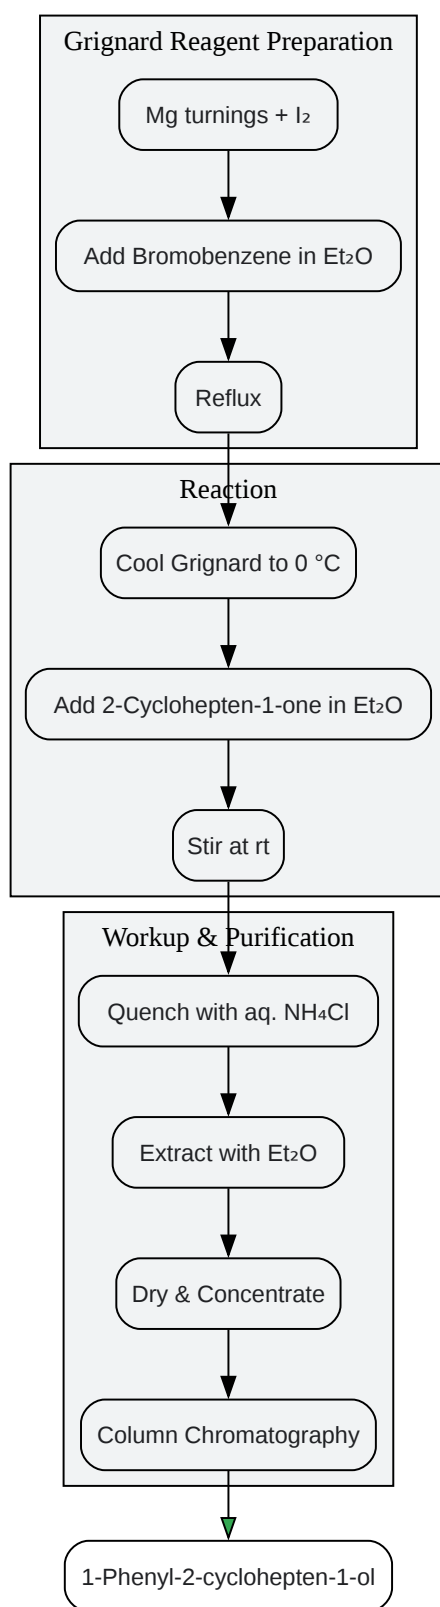 Grignard Reagent Preparation
Mg turnings + I₂
Add Bromobenzene in Et₂O
Reflux
Reaction
Cool Grignard to 0 °C
Add 2-Cyclohepten-1-one in Et₂O
Stir at rt
Workup & Purification
Quench with aq. NH₄Cl
Extract with Et₂O
Dry & Concentrate
Column Chromatography
1-Phenyl-2-cyclohepten-1-ol